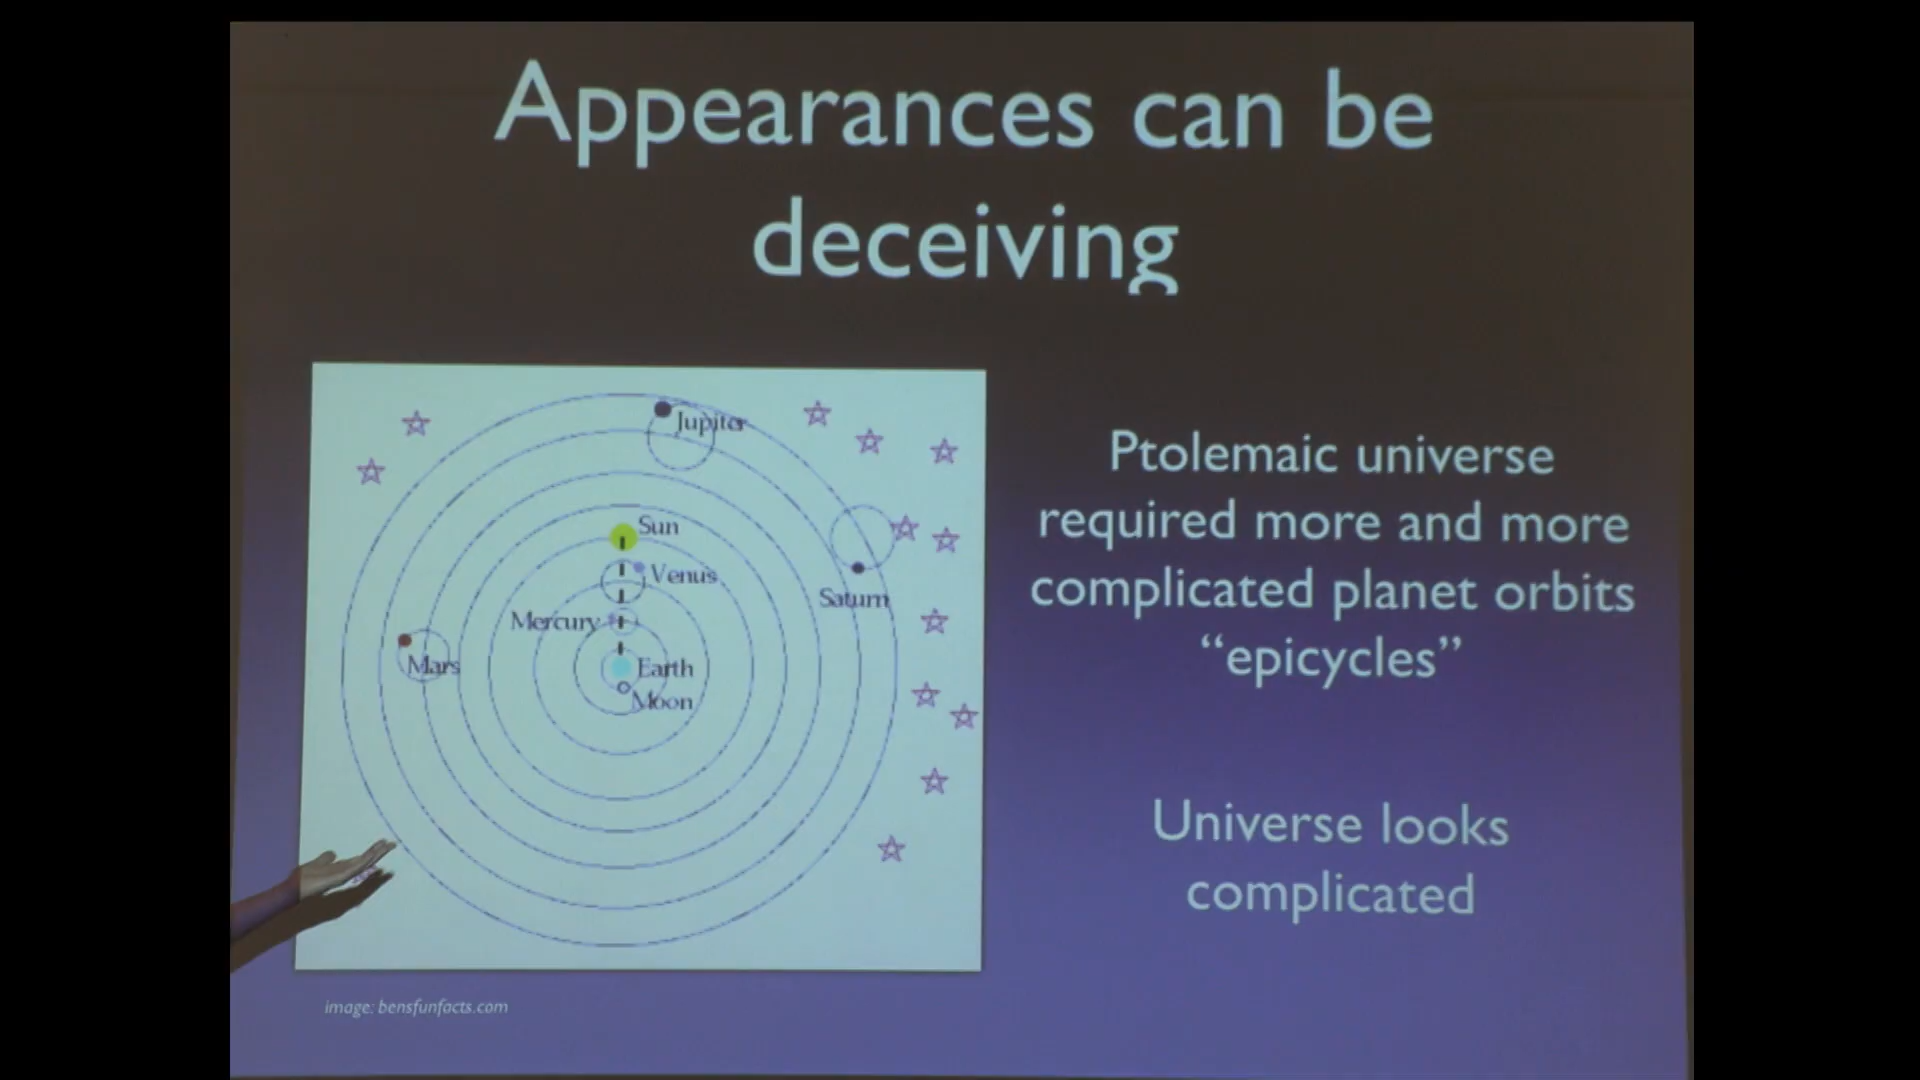 Appearances can be
deceiving
Jupiter
Sun
Venus
Saturn
Mercury
Mars
Earth
Moon
Ptolemaic universe
required more and more
complicated planet orbits
“epicycles”
Universe looks
complicated
image: bensfunfacts.com